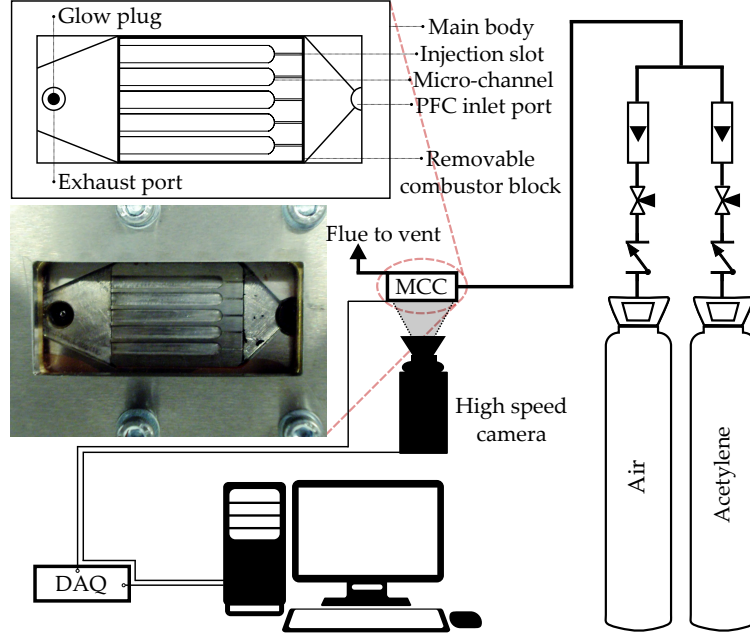 Glow plug
Main body
Injection slot
Micro-channel
PFC inlet port
Exhaust port
Removable
combustor block
Flue to vent
MCC
High speed
camera
Air
Acetylene
DAQ